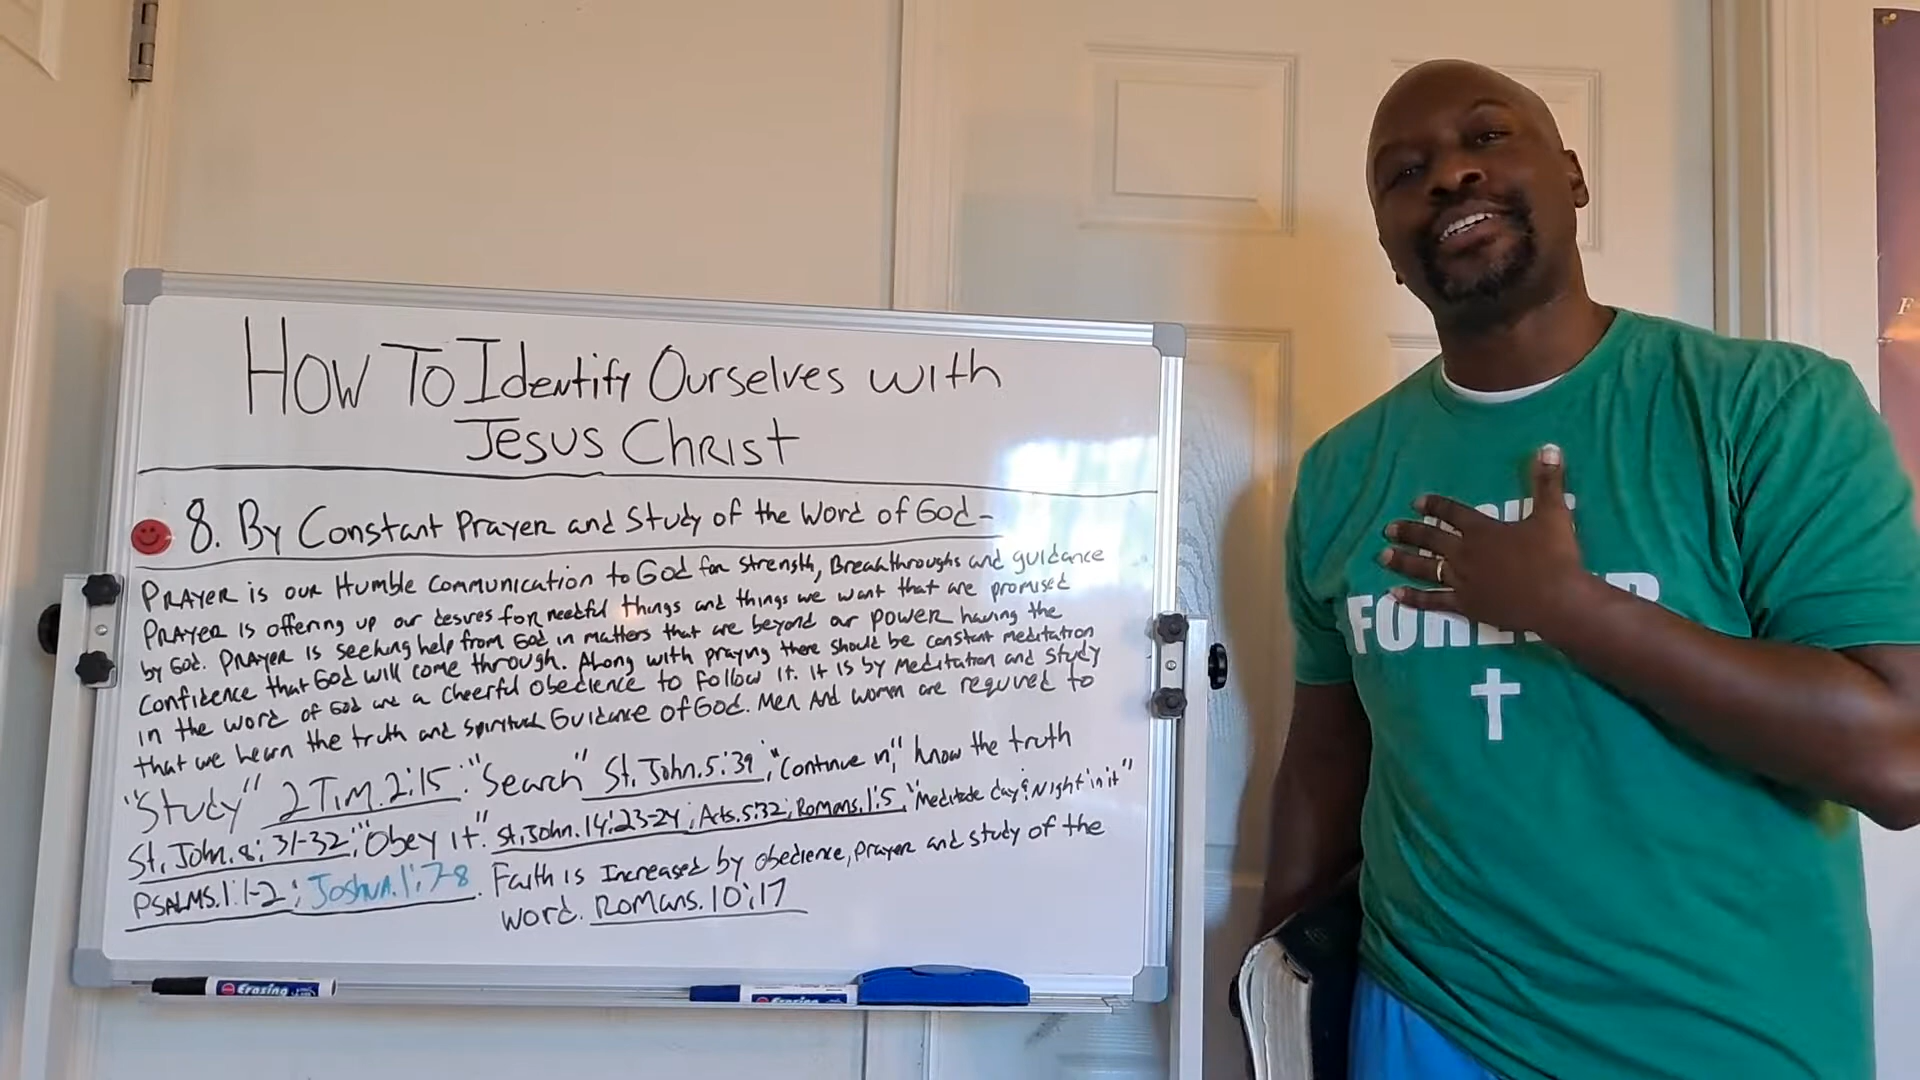 How To Identify Ourselves with
Jesus Christ
8. By Constant Prayer and Study of the Word of God-
Prayer is our Humble communication to God for strength, Breakthroughs and guidance
Prayer is offering up our desires for needful things and things we want that are promised
by God. Prayer is seeking help from God in matters that are beyond our power having the
confidence that God will come through. Along with praying there should be constant meditation
in the word of God and a cheerful obedience to follow it. It is by meditation and study
that we learn the truth and spiritual Guidance of God. Men And women are required to
"Study" 2 Tim. 2:15: "Search" St. John. 5:39; "Continue in," know the truth
St. John. 8:31-32; "Obey it." St. John. 14:23-24; Acts. 5:32; Romans. 1:5, "meditate day & Night in it"
Psalms. 1:1-2; Joshua. 1:7-8. Faith is Increased by obedience, prayer and study of the
word. Romans. 10:17
Erasing
Erasing
FOREVER